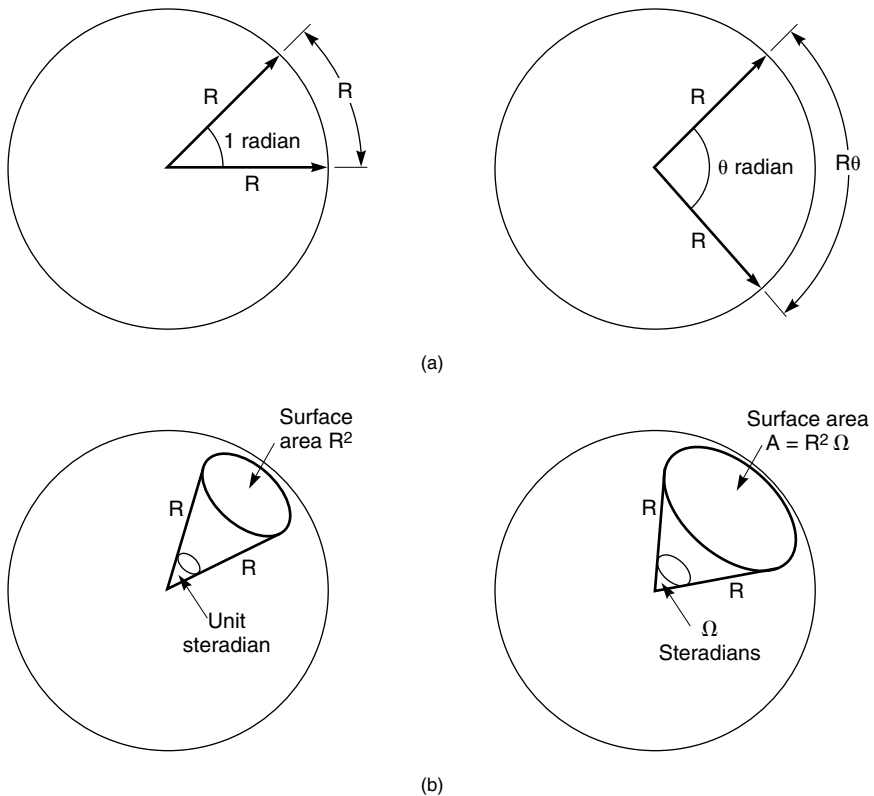 R
R
1 radian
R
R
θ radian
Rθ
R
(a)
Surface
area R²
R
R
Unit
steradian
Surface area
A = R² Ω
R
R
Ω
Steradians
(b)